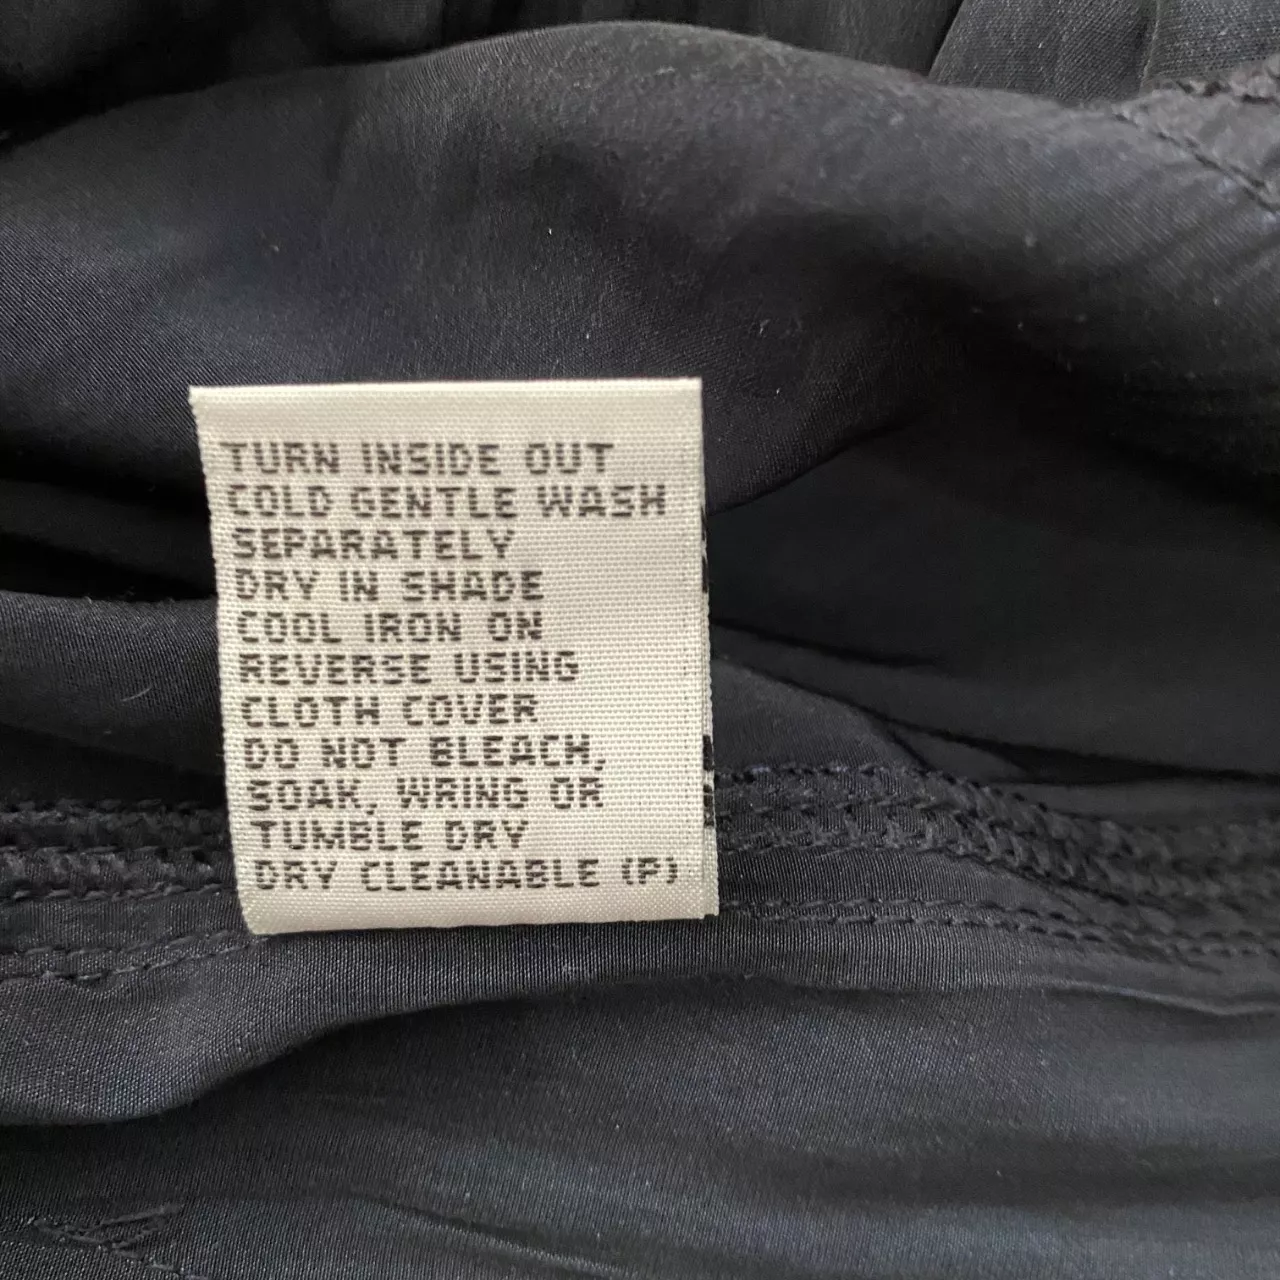 TURN INSIDE OUT
COLD GENTLE WASH
SEPARATELY
DRY IN SHADE
COOL IRON ON
REVERSE USING
CLOTH COVER
DO NOT BLEACH,
SOAK, WRING OR
TUMBLE DRY
DRY CLEANABLE (P)